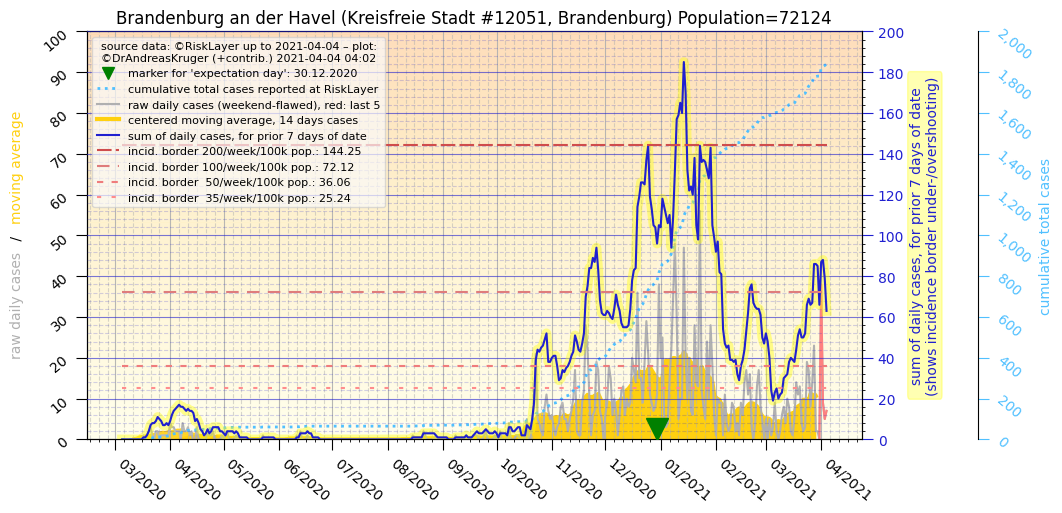 Brandenburg an der Havel (Kreisfreie Stadt #12051, Brandenburg) Population=72124
source data: ©RiskLayer up to 2021-04-04 – plot:
©DrAndreasKruger (+contrib.) 2021-04-04 04:02
marker for 'expectation day': 30.12.2020
cumulative total cases reported at RiskLayer
raw daily cases (weekend-flawed), red: last 5
centered moving average, 14 days cases
sum of daily cases, for prior 7 days of date
incid. border 200/week/100k pop.: 144.25
incid. border 100/week/100k pop.: 72.12
incid. border  50/week/100k pop.: 36.06
incid. border  35/week/100k pop.: 25.24
raw daily cases  /  moving average
100
90
80
70
60
50
40
30
20
10
0
03/2020
04/2020
05/2020
06/2020
07/2020
08/2020
09/2020
10/2020
11/2020
12/2020
01/2021
02/2021
03/2021
04/2021
200
180
160
140
120
100
80
60
40
20
0
sum of daily cases, for prior 7 days of date
(shows incidence border under-/overshooting)
2,000
1,800
1,600
1,400
1,200
1,000
800
600
400
200
0
cumulative total cases